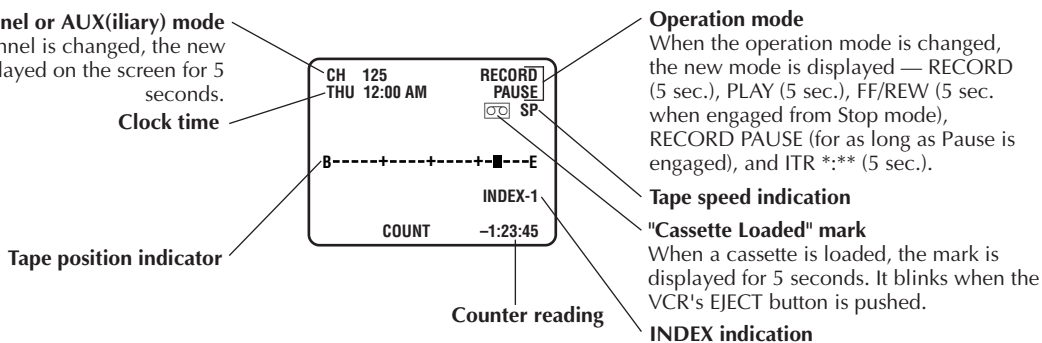 nel or AUX(iliary) mode
nnel is changed, the new
layed on the screen for 5
seconds.
Clock time
Tape position indicator
CH 125
RECORD
THU 12:00 AM
PAUSE
SP
B-----+----+----+-■---E
INDEX-1
COUNT –1:23:45
Counter reading
Operation mode
When the operation mode is changed,
the new mode is displayed — RECORD
(5 sec.), PLAY (5 sec.), FF/REW (5 sec.
when engaged from Stop mode),
RECORD PAUSE (for as long as Pause is
engaged), and ITR *:** (5 sec.).
Tape speed indication
"Cassette Loaded" mark
When a cassette is loaded, the mark is
displayed for 5 seconds. It blinks when the
VCR's EJECT button is pushed.
INDEX indication